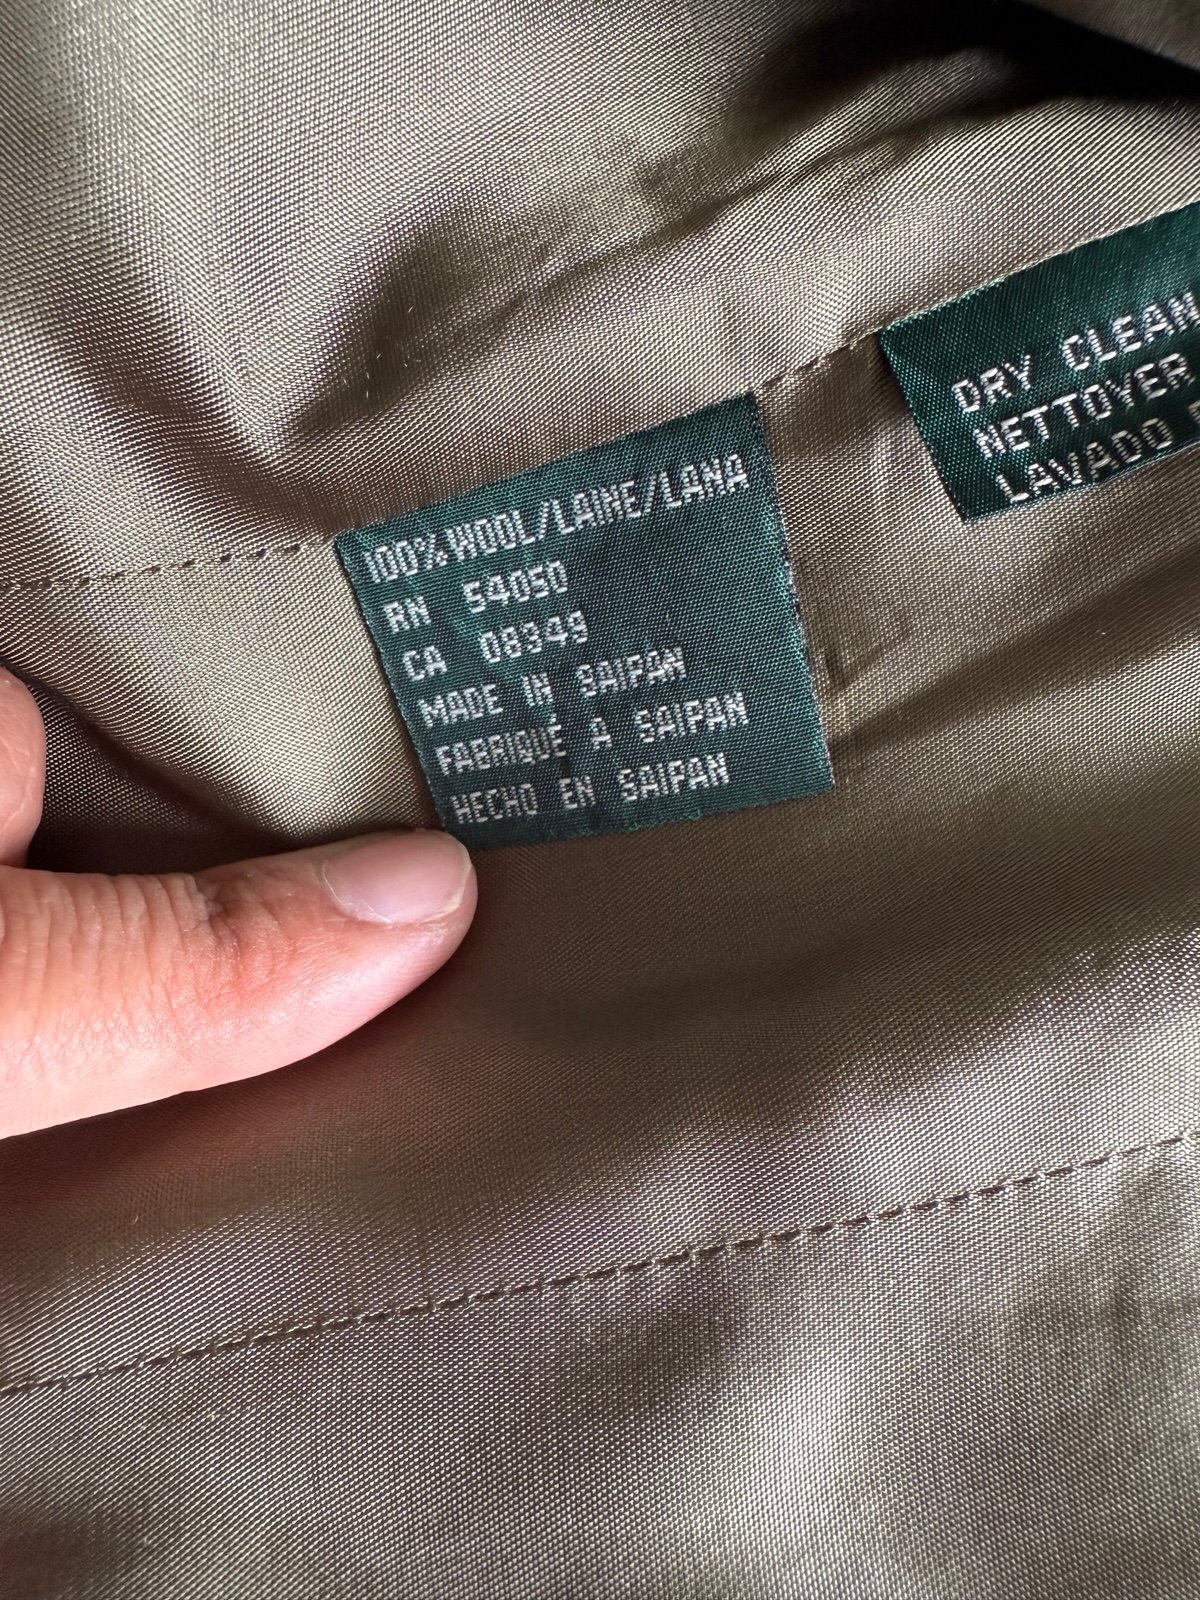 100% WOOL/LAINE/LANA
RN 54050
CA 08349
MADE IN SAIPAN
FABRIQUÉ A SAIPAN
HECHO EN SAIPAN
DRY CLEAN
NETTOYER
LAVADO